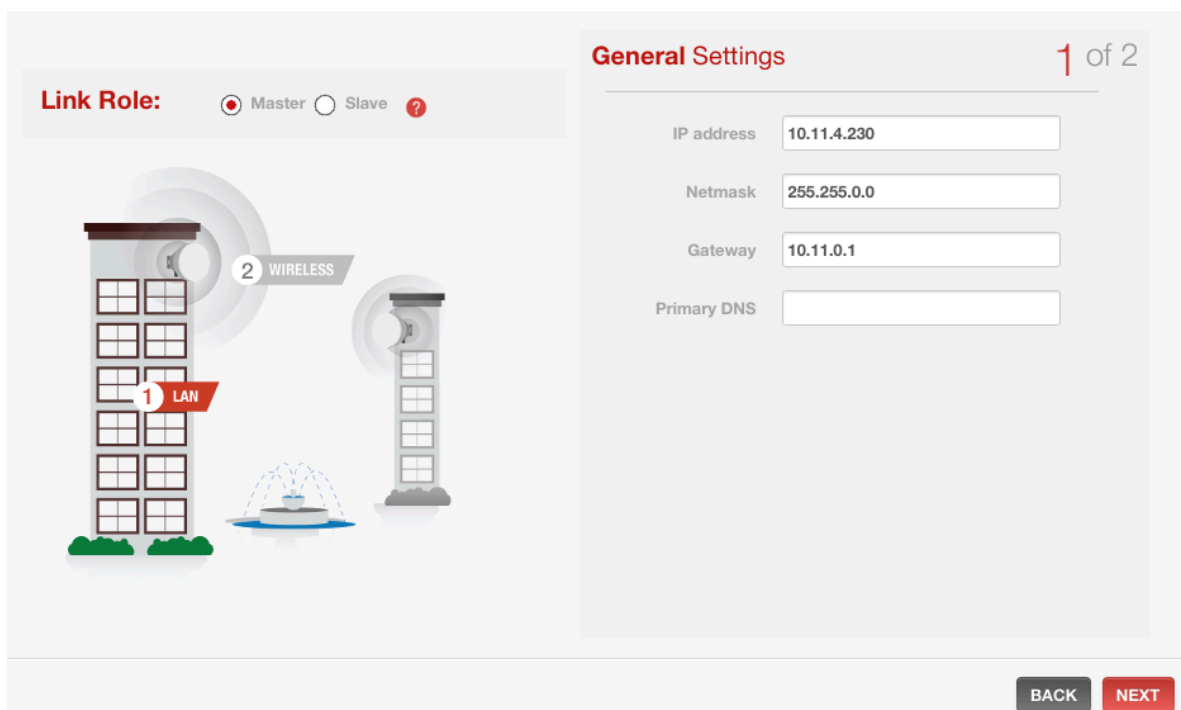 Link Role:
Master
Slave
?
2 WIRELESS
1 LAN
General Settings
1 of 2
IP address
10.11.4.230
Netmask
255.255.0.0
Gateway
10.11.0.1
Primary DNS
BACK
NEXT